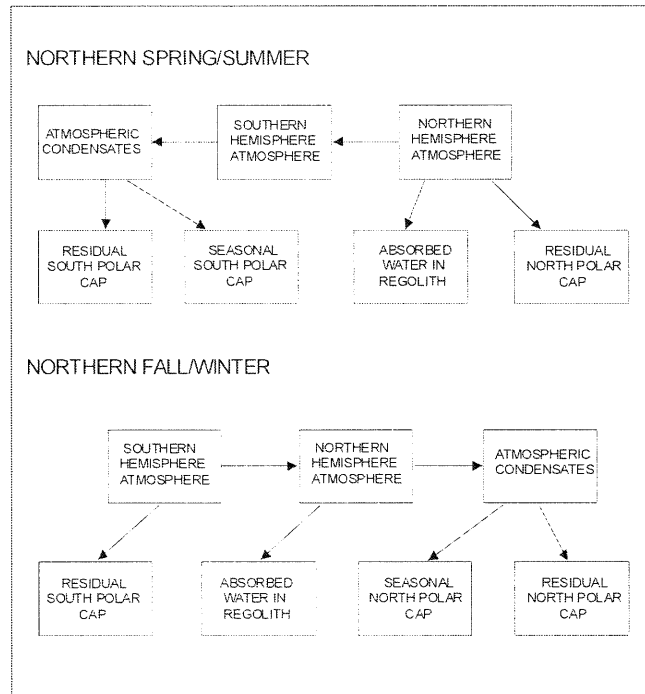 NORTHERN SPRING/SUMMER
ATMOSPHERIC
CONDENSATES
SOUTHERN
HEMISPHERE
ATMOSPHERE
NORTHERN
HEMISPHERE
ATMOSPHERE
RESIDUAL
SOUTH POLAR
CAP
SEASONAL
SOUTH POLAR
CAP
ABSORBED
WATER IN
REGOLITH
RESIDUAL
NORTH POLAR
CAP
NORTHERN FALL/WINTER
SOUTHERN
HEMISPHERE
ATMOSPHERE
NORTHERN
HEMISPHERE
ATMOSPHERE
ATMOSPHERIC
CONDENSATES
RESIDUAL
SOUTH POLAR
CAP
ABSORBED
WATER IN
REGOLITH
SEASONAL
NORTH POLAR
CAP
RESIDUAL
NORTH POLAR
CAP